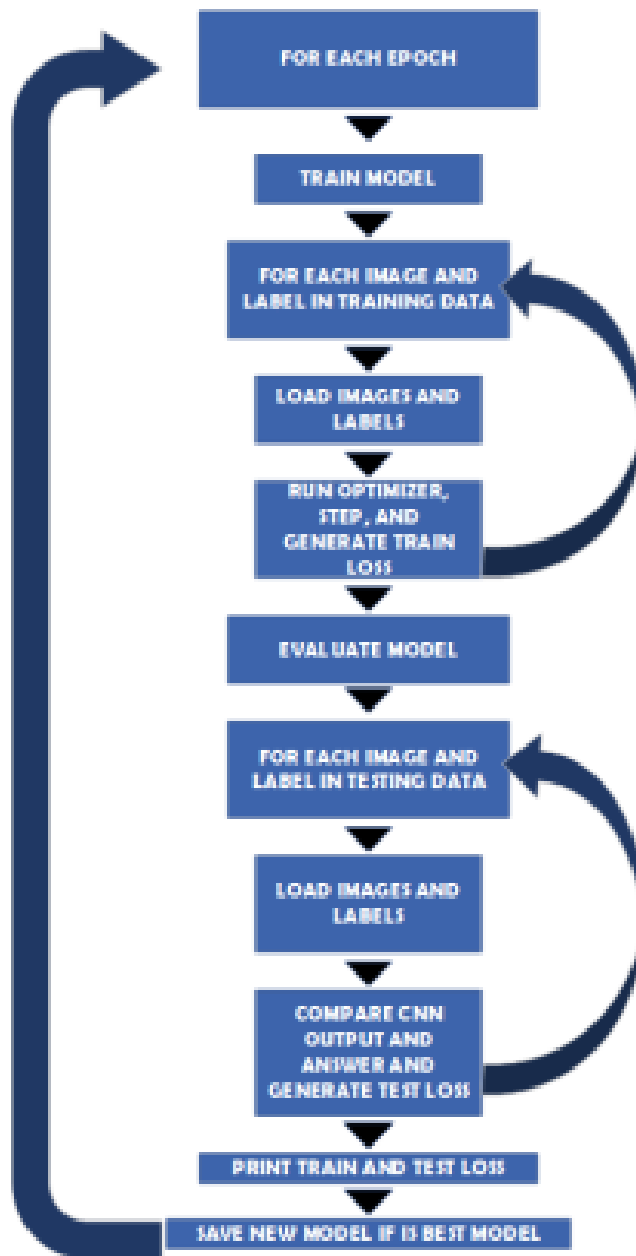 FOR EACH EPOCH
TRAIN MODEL
FOR EACH IMAGE AND
LABEL IN TRAINING DATA
LOAD IMAGES AND
LABELS
RUN OPTIMIZER,
STEP, AND
GENERATE TRAIN
LOSS
EVALUATE MODEL
FOR EACH IMAGE AND
LABEL IN TESTING DATA
LOAD IMAGES AND
LABELS
COMPARE CNN
OUTPUT AND
ANSWER AND
GENERATE TEST LOSS
PRINT TRAIN AND TEST LOSS
SAVE NEW MODEL IF IS BEST MODEL